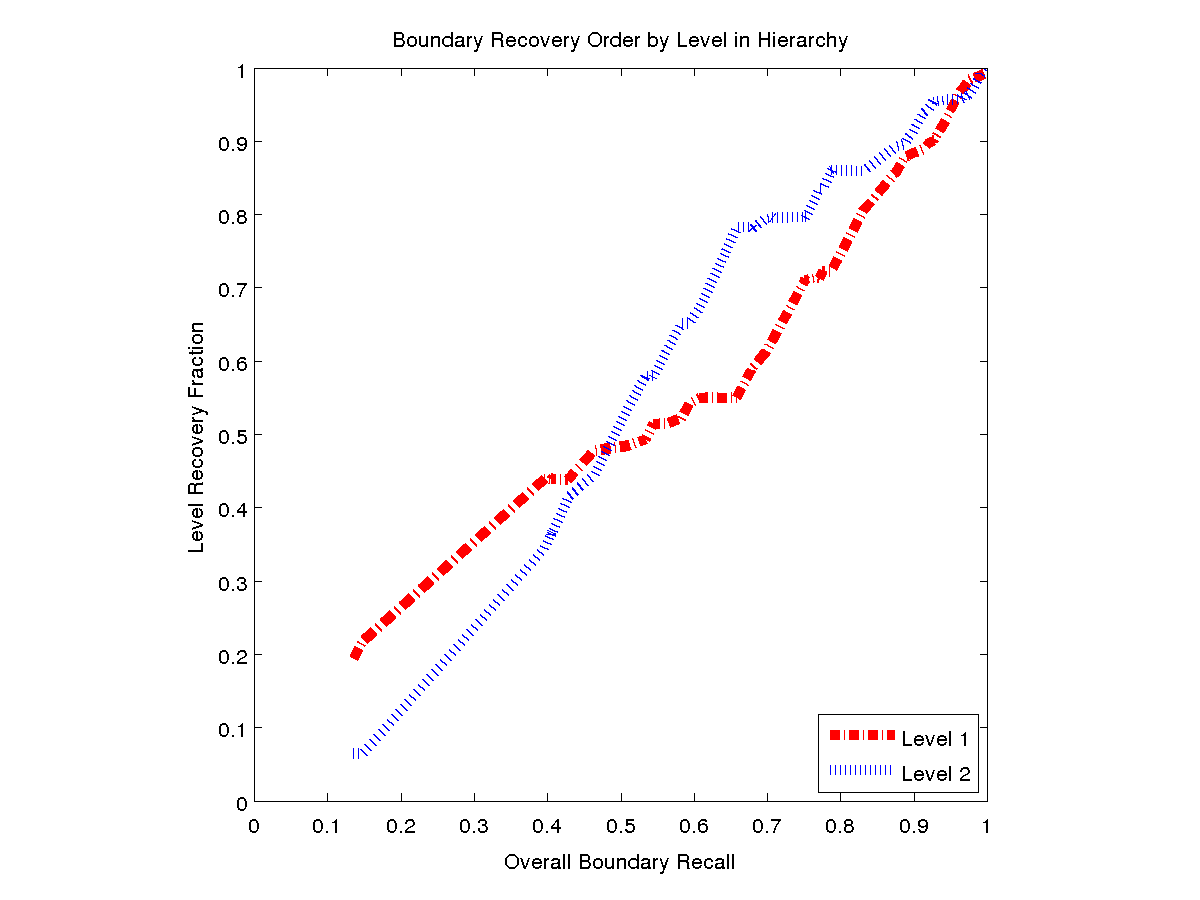 Boundary Recovery Order by Level in Hierarchy
1
0.9
0.8
0.7
0.6
0.5
0.4
0.3
0.2
0.1
0
Level Recovery Fraction
0 0.1 0.2 0.3 0.4 0.5 0.6 0.7 0.8 0.9 1
Overall Boundary Recall
Level 1
Level 2